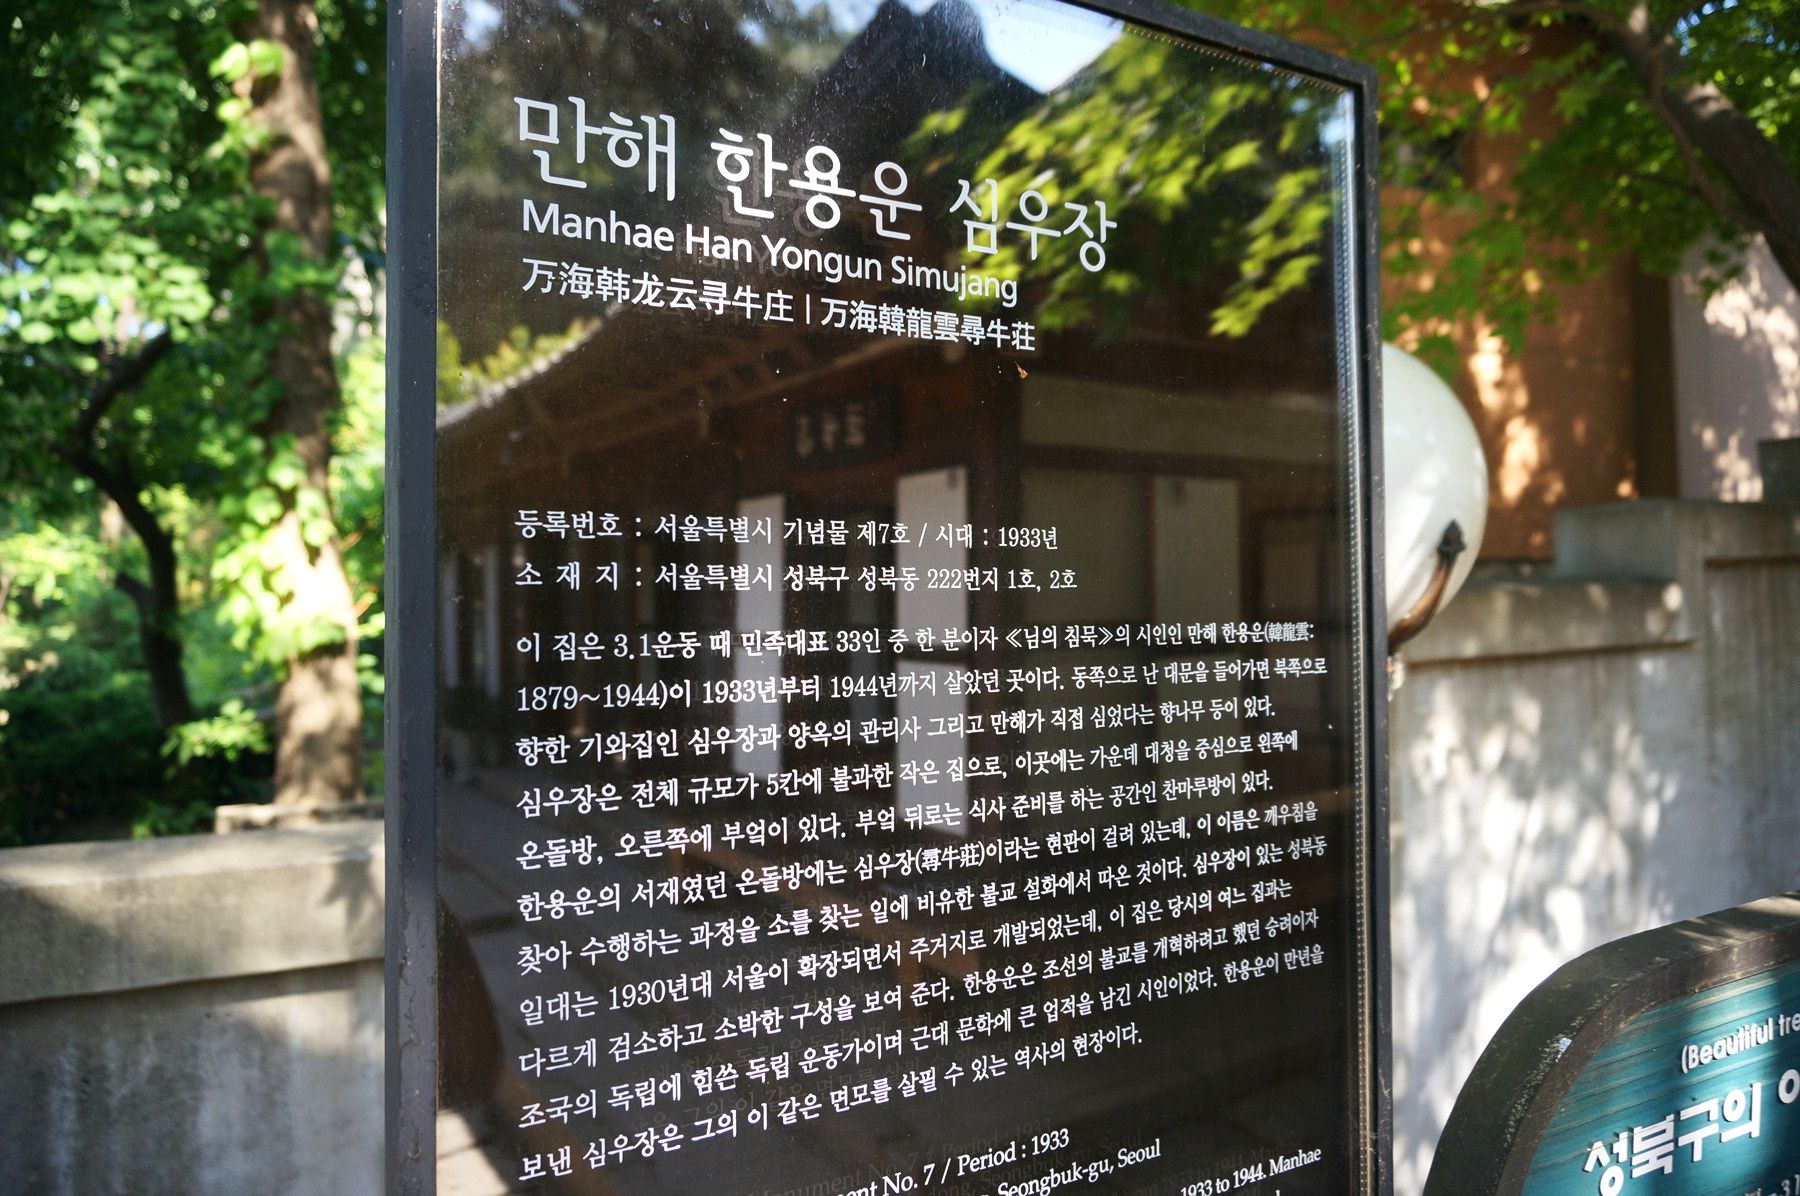 만해 한용운 심우장
Manhae Han Yongun Simujang
万海韩龙云寻牛庄 | 万海韓龍雲尋牛荘
등록번호 : 서울특별시 기념물 제7호 / 시대 : 1933년
소 재 지 : 서울특별시 성북구 성북동 222번지 1호, 2호
이 집은 3.1운동 때 민족대표 33인 중 한 분이자 ≪님의 침묵≫의 시인인 만해 한용운(韓龍雲:
1879~1944)이 1933년부터 1944년까지 살았던 곳이다. 동쪽으로 난 대문을 들어가면 북쪽으로
향한 기와집인 심우장과 양옥의 관리사 그리고 만해가 직접 심었다는 향나무 등이 있다.
심우장은 전체 규모가 5칸에 불과한 작은 집으로, 이곳에는 가운데 대청을 중심으로 왼쪽에
온돌방, 오른쪽에 부엌이 있다. 부엌 뒤로는 식사 준비를 하는 공간인 찬마루방이 있다.
한용운의 서재였던 온돌방에는 심우장(尋牛莊)이라는 현판이 걸려 있는데, 이 이름은 깨우침을
찾아 수행하는 과정을 소를 찾는 일에 비유한 불교 설화에서 따온 것이다. 심우장이 있는 성북동
일대는 1930년대 서울이 확장되면서 주거지로 개발되었는데, 이 집은 당시의 여느 집과는
다르게 검소하고 소박한 구성을 보여 준다. 한용운은 조선의 불교를 개혁하려고 했던 승려이자
조국의 독립에 힘쓴 독립 운동가이며 근대 문학에 큰 업적을 남긴 시인이었다. 한용운이 만년을
보낸 심우장은 그의 이 같은 면모를 살필 수 있는 역사의 현장이다.
No. 7 / Period : 1933
Seongbuk-gu, Seoul
1933 to 1944. Manhae
(Beautiful
성북구의